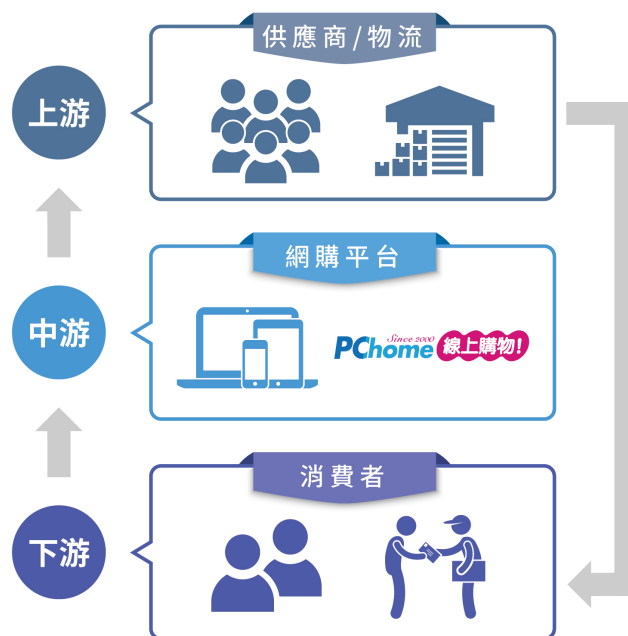 供應商/物流
上游
網購平台
中游
Since 2000
PChome 線上購物!
消費者
下游